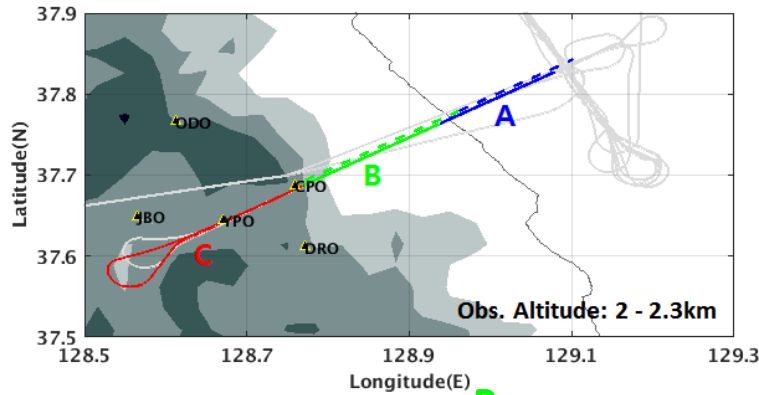 37.9
37.8
37.7
37.6
37.5
Latitude(N)
ODO
A
B
GPO
JBO
YPO
DRO
C
Obs. Altitude: 2 - 2.3km
128.5
128.7
128.9
129.1
129.3
Longitude(E)